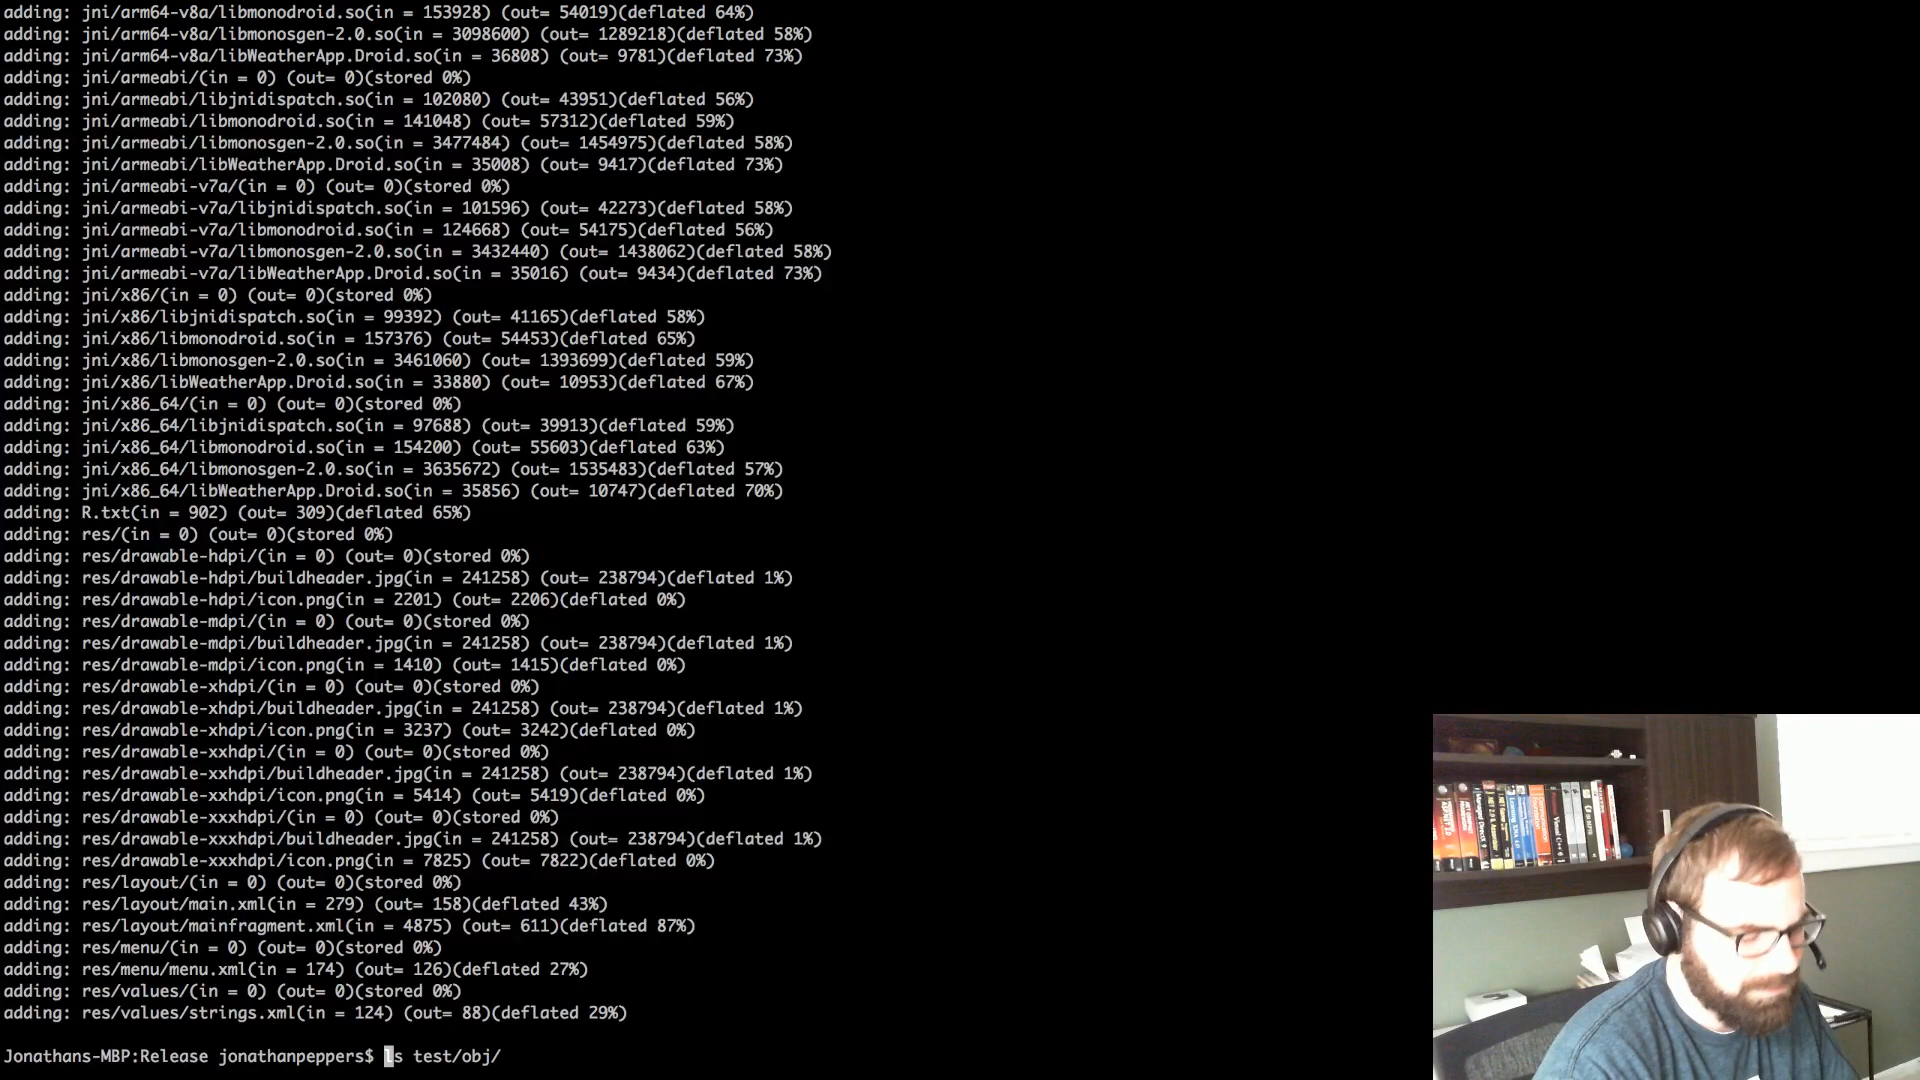 adding: jni/arm64-v8a/libmonodroid.so(in = 153928) (out= 54019)(deflated 64%)
adding: jni/arm64-v8a/libmonosgen-2.0.so(in = 3098600) (out= 1289218)(deflated 58%)
adding: jni/arm64-v8a/libWeatherApp.Droid.so(in = 36808) (out= 9781)(deflated 73%)
adding: jni/armeabi/(in = 0) (out= 0)(stored 0%)
adding: jni/armeabi/libjnidispatch.so(in = 102080) (out= 43951)(deflated 56%)
adding: jni/armeabi/libmonodroid.so(in = 141048) (out= 57312)(deflated 59%)
adding: jni/armeabi/libmonosgen-2.0.so(in = 3477484) (out= 1454975)(deflated 58%)
adding: jni/armeabi/libWeatherApp.Droid.so(in = 35008) (out= 9417)(deflated 73%)
adding: jni/armeabi-v7a/(in = 0) (out= 0)(stored 0%)
adding: jni/armeabi-v7a/libjnidispatch.so(in = 101596) (out= 42273)(deflated 58%)
adding: jni/armeabi-v7a/libmonodroid.so(in = 124668) (out= 54175)(deflated 56%)
adding: jni/armeabi-v7a/libmonosgen-2.0.so(in = 3432440) (out= 1438062)(deflated 58%)
adding: jni/armeabi-v7a/libWeatherApp.Droid.so(in = 35016) (out= 9434)(deflated 73%)
adding: jni/x86/(in = 0) (out= 0)(stored 0%)
adding: jni/x86/libjnidispatch.so(in = 99392) (out= 41165)(deflated 58%)
adding: jni/x86/libmonodroid.so(in = 157376) (out= 54453)(deflated 65%)
adding: jni/x86/libmonosgen-2.0.so(in = 3461060) (out= 1393699)(deflated 59%)
adding: jni/x86/libWeatherApp.Droid.so(in = 33880) (out= 10953)(deflated 67%)
adding: jni/x86_64/(in = 0) (out= 0)(stored 0%)
adding: jni/x86_64/libjnidispatch.so(in = 97688) (out= 39913)(deflated 59%)
adding: jni/x86_64/libmonodroid.so(in = 154200) (out= 55603)(deflated 63%)
adding: jni/x86_64/libmonosgen-2.0.so(in = 3635672) (out= 1535483)(deflated 57%)
adding: jni/x86_64/libWeatherApp.Droid.so(in = 35856) (out= 10747)(deflated 70%)
adding: R.txt(in = 902) (out= 309)(deflated 65%)
adding: res/(in = 0) (out= 0)(stored 0%)
adding: res/drawable-hdpi/(in = 0) (out= 0)(stored 0%)
adding: res/drawable-hdpi/buildheader.jpg(in = 241258) (out= 238794)(deflated 1%)
adding: res/drawable-hdpi/icon.png(in = 2201) (out= 2206)(deflated 0%)
adding: res/drawable-mdpi/(in = 0) (out= 0)(stored 0%)
adding: res/drawable-mdpi/buildheader.jpg(in = 241258) (out= 238794)(deflated 1%)
adding: res/drawable-mdpi/icon.png(in = 1410) (out= 1415)(deflated 0%)
adding: res/drawable-xhdpi/(in = 0) (out= 0)(stored 0%)
adding: res/drawable-xhdpi/buildheader.jpg(in = 241258) (out= 238794)(deflated 1%)
adding: res/drawable-xhdpi/icon.png(in = 3237) (out= 3242)(deflated 0%)
adding: res/drawable-xxhdpi/(in = 0) (out= 0)(stored 0%)
adding: res/drawable-xxhdpi/buildheader.jpg(in = 241258) (out= 238794)(deflated 1%)
adding: res/drawable-xxhdpi/icon.png(in = 5414) (out= 5419)(deflated 0%)
adding: res/drawable-xxxhdpi/(in = 0) (out= 0)(stored 0%)
adding: res/drawable-xxxhdpi/buildheader.jpg(in = 241258) (out= 238794)(deflated 1%)
adding: res/drawable-xxxhdpi/icon.png(in = 7825) (out= 7822)(deflated 0%)
adding: res/layout/(in = 0) (out= 0)(stored 0%)
adding: res/layout/main.xml(in = 279) (out= 158)(deflated 43%)
adding: res/layout/mainfragment.xml(in = 4875) (out= 611)(deflated 87%)
adding: res/menu/(in = 0) (out= 0)(stored 0%)
adding: res/menu/menu.xml(in = 174) (out= 126)(deflated 27%)
adding: res/values/(in = 0) (out= 0)(stored 0%)
adding: res/values/strings.xml(in = 124) (out= 88)(deflated 29%)
Jonathans-MBP:Release jonathanpeppers$ ls test/obj/